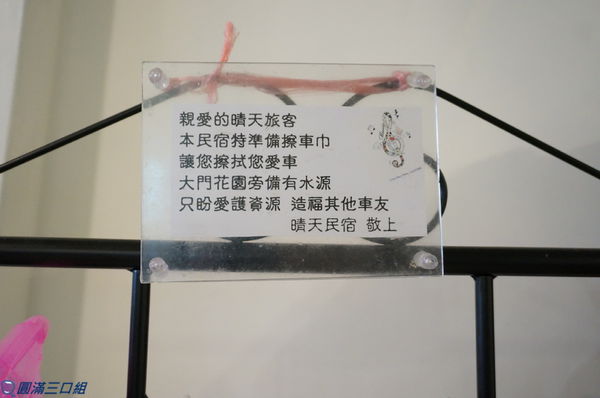 親愛的晴天旅客
本民宿特準備擦車巾
讓您擦拭您愛車
大門花園旁備有水源
只盼愛護資源 造福其他車友
晴天民宿 敬上
圓滿三口組